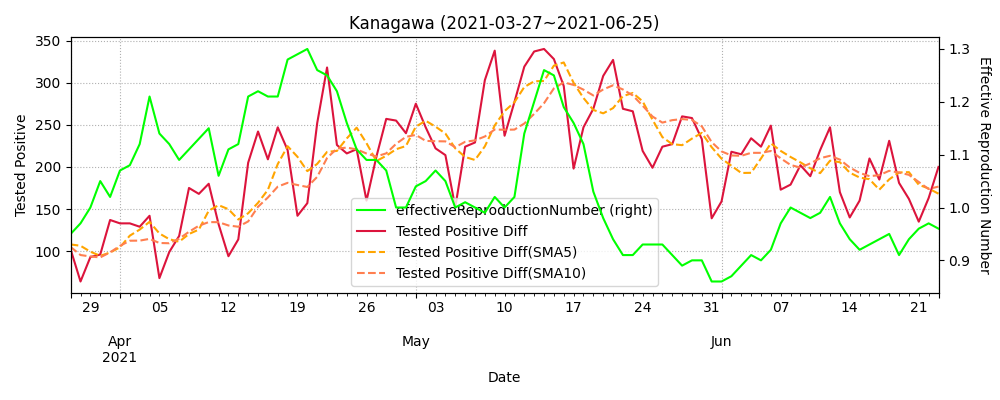 Kanagawa (2021-03-27~2021-06-25)
350
300
250
200
150
100
Tested Positive
1.3
1.2
1.1
1.0
0.9
Effective Reproduction Number
effectiveReproductionNumber (right)
Tested Positive Diff
Tested Positive Diff(SMA5)
Tested Positive Diff(SMA10)
29 05 12 19 26 03 10 17 24 31 07 14 21
Apr May Jun
2021
Date